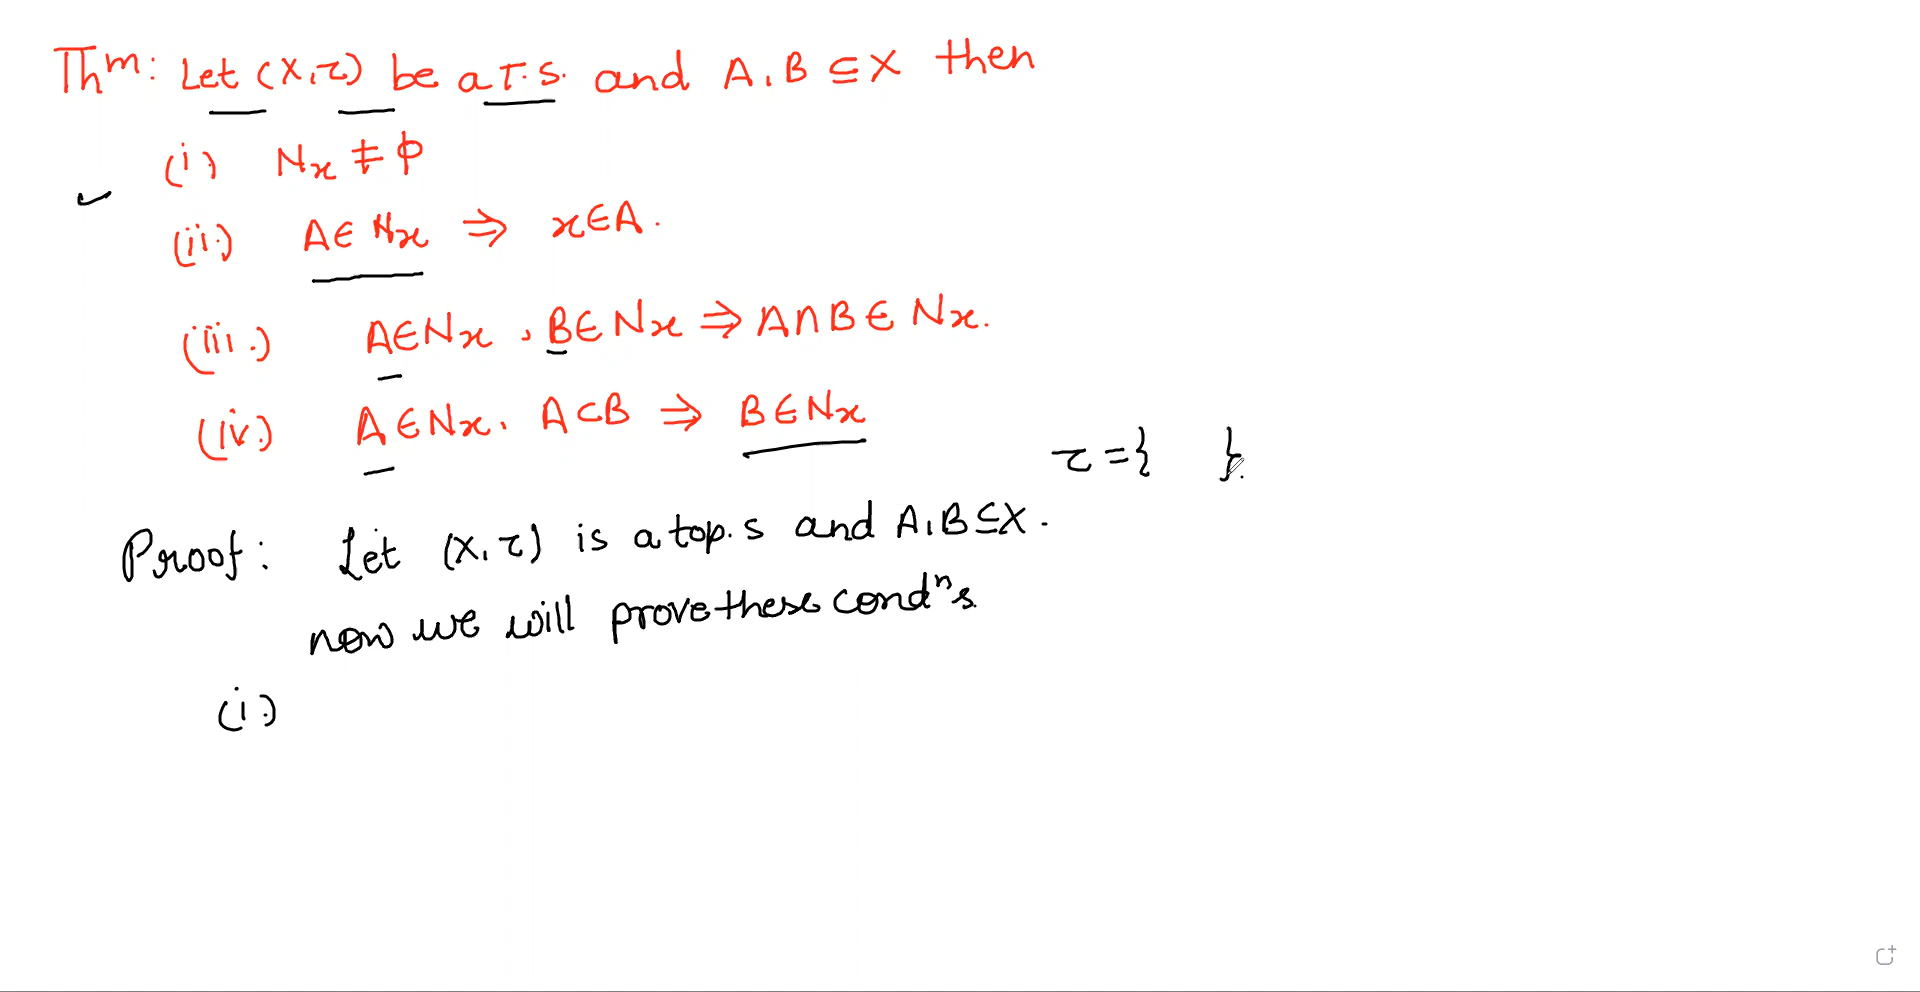 Thm: Let (X,τ) be a T.S. and A,B ⊆ X then
(i) Nx ≠ ϕ
(ii) A∈ Nx ⇒ x∈A.
(iii.) A∈Nx , B∈Nx ⇒ A∩B∈ Nx.
(iv.) A∈Nx, A⊂B ⇒ B∈Nx
τ={ }.
Proof: Let (X,τ) is a top. s and A,B⊆X.
now we will prove these condns.
(i)